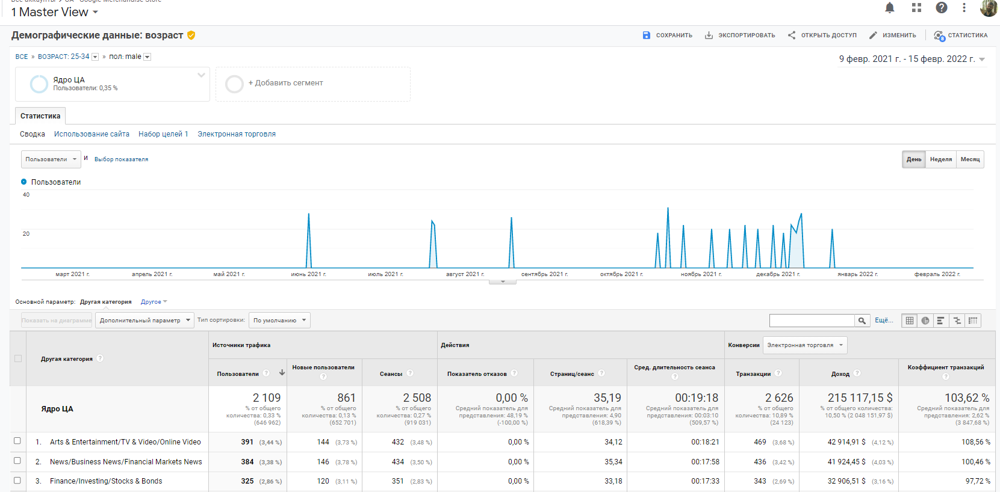 Все аккаунты > UA - Google Merchandise Store
1 Master View
Демографические данные: возраст
СОХРАНИТЬ
ЭКСПОРТИРОВАТЬ
ОТКРЫТЬ ДОСТУП
ИЗМЕНИТЬ
8
СТАТИСТИКА
ВСЕ » ВОЗРАСТ: 25-34 » пол: male
9 февр. 2021 г. - 15 февр. 2022 г.
Ядро ЦА
Пользователи: 0,35 %
+ Добавить сегмент
Статистика
Сводка Использование сайта Набор целей 1 Электронная торговля
Пользователи и Выбор показателя
День Неделя Месяц
Пользователи
40
20
март 2021 г. апрель 2021 г. май 2021 г. июнь 2021 г. июль 2021 г. август 2021 г. сентябрь 2021 г. октябрь 2021 г. ноябрь 2021 г. декабрь 2021 г. январь 2022 г. февраль 2022 г.
Основной параметр: Другая категория Другое
Показать на диаграмме Дополнительный параметр Тип сортировки: По умолчанию Ещё...
Другая категория ?
Источники трафика Действия Конверсии Электронная торговля
Пользователи ? Новые пользователи ? Сеансы ? Показатель отказов ? Страниц/сеанс ? Сред. длительность сеанса ? Транзакции ? Доход ? Коэффициент транзакций ?
Ядро ЦА
2 109
% от общего
количества: 0,33 %
(646 962)
861
% от общего
количества: 0,13 %
(652 701)
2 508
% от общего
количества: 0,27 %
(919 031)
0,00 %
Средний показатель для
представления: 48,19 %
(-100,00 %)
35,19
Средний показатель для
представления: 4,90
(618,39 %)
00:19:18
Средний показатель для
представления: 00:03:10
(509,57 %)
2 626
% от общего
количества: 10,89 %
(24 123)
215 117,15 $
% от общего количества:
10,50 % (2 048 151,97 $)
103,62 %
Средний показатель для
представления: 2,62 %
(3 847,68 %)
1. Arts & Entertainment/TV & Video/Online Video 391 (3,44 %) 144 (3,73 %) 432 (3,48 %) 0,00 % 34,12 00:18:21 469 (3,68 %) 42 914,91 $ (4,12 %) 108,56 %
2. News/Business News/Financial Markets News 384 (3,38 %) 146 (3,78 %) 434 (3,50 %) 0,00 % 35,34 00:17:58 436 (3,42 %) 41 924,45 $ (4,03 %) 100,46 %
3. Finance/Investing/Stocks & Bonds 325 (2,86 %) 120 (3,11 %) 351 (2,83 %) 0,00 % 33,18 00:17:33 343 (2,69 %) 32 906,51 $ (3,16 %) 97,72 %